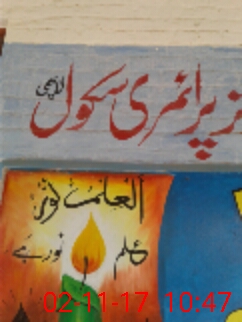 ز پرائمری سکول
العلمُ نورٌ
علم نور ہے
02-11-17 10:47